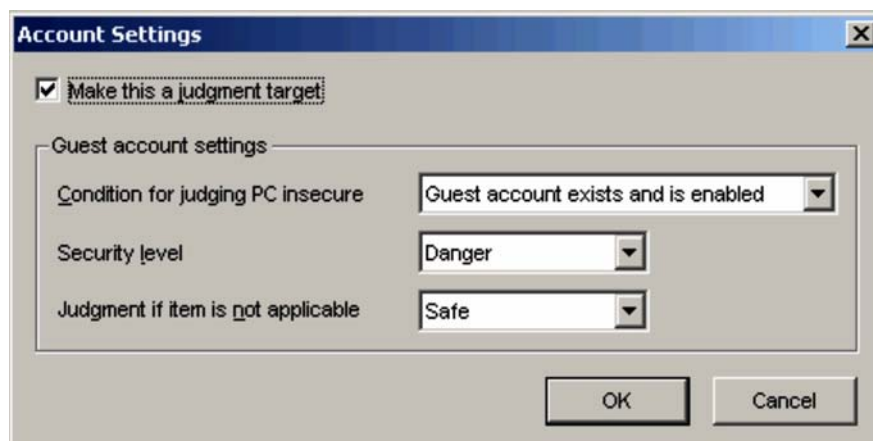 Account Settings
Make this a judgment target
Guest account settings
Condition for judging PC insecure
Guest account exists and is enabled
Security level
Danger
Judgment if item is not applicable
Safe
OK
Cancel